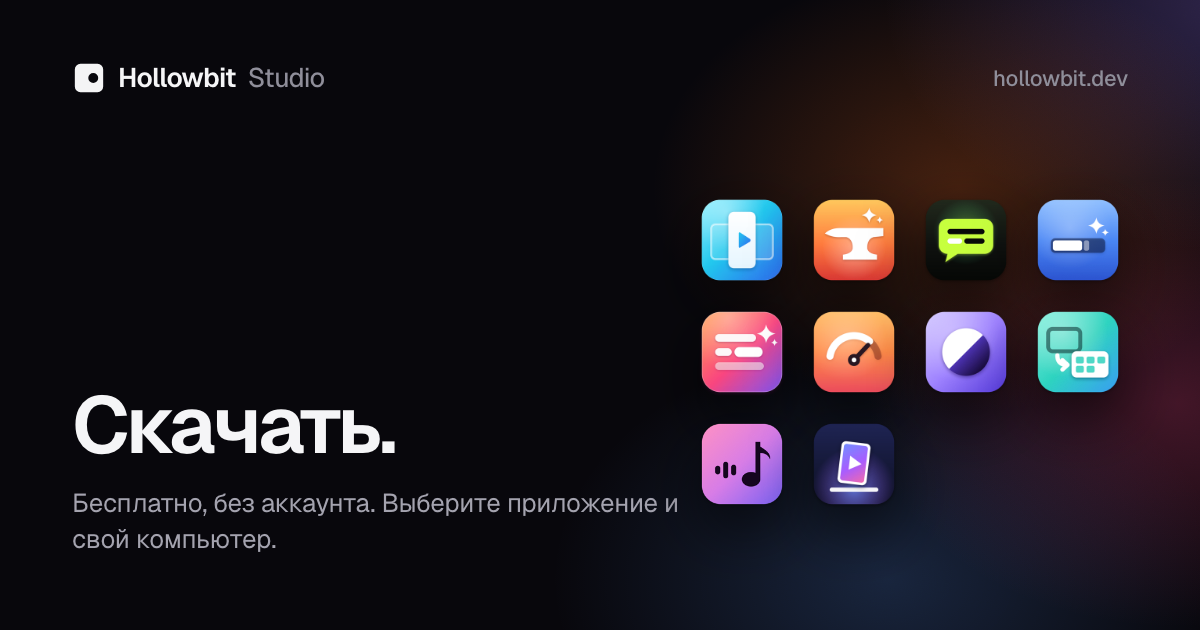 Hollowbit Studio
hollowbit.dev
Скачать.
Бесплатно, без аккаунта. Выберите приложение и
свой компьютер.